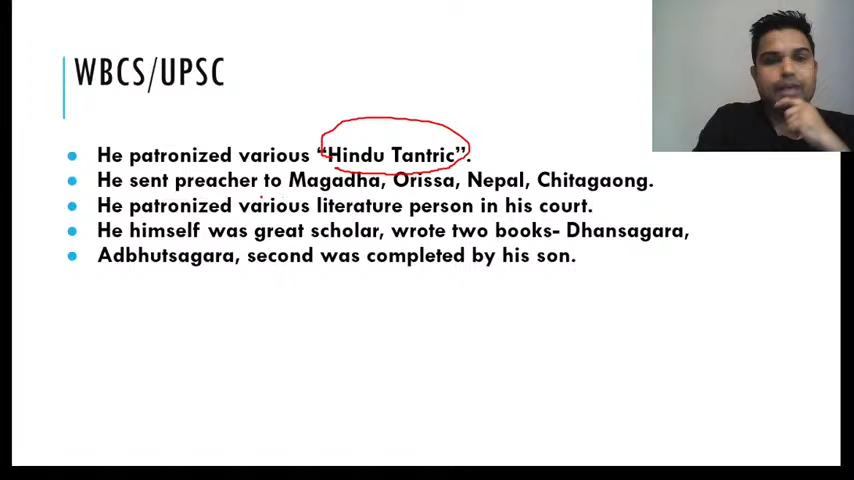 WBCS/UPSC
He patronized various “Hindu Tantric”.
He sent preacher to Magadha, Orissa, Nepal, Chitagaong.
He patronized various literature person in his court.
He himself was great scholar, wrote two books- Dhansagara,
Adbhutsagara, second was completed by his son.